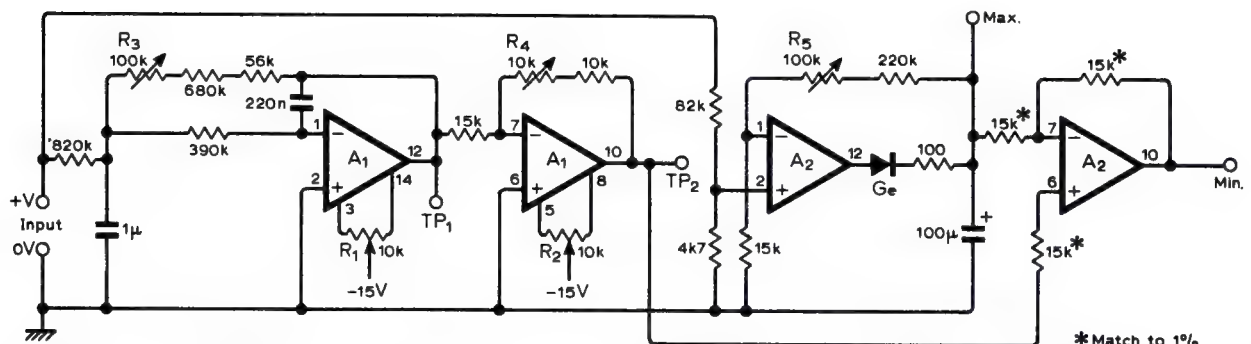 R3
100k
680k
56k
220n
390k
'820k
+V
Input
0V
1μ
1
2
3
12
14
−
+
A1
R1
10k
−15V
TP1
15k
R4
10k
10k
7
6
5
10
8
−
+
A1
R2
10k
−15V
TP2
82k
4k7
15k
R5
100k
220k
1
2
12
−
+
A2
Ge
100
100μ
+
Max.
15k*
15k*
15k*
7
6
10
−
+
A2
Min.
*Match to 1%